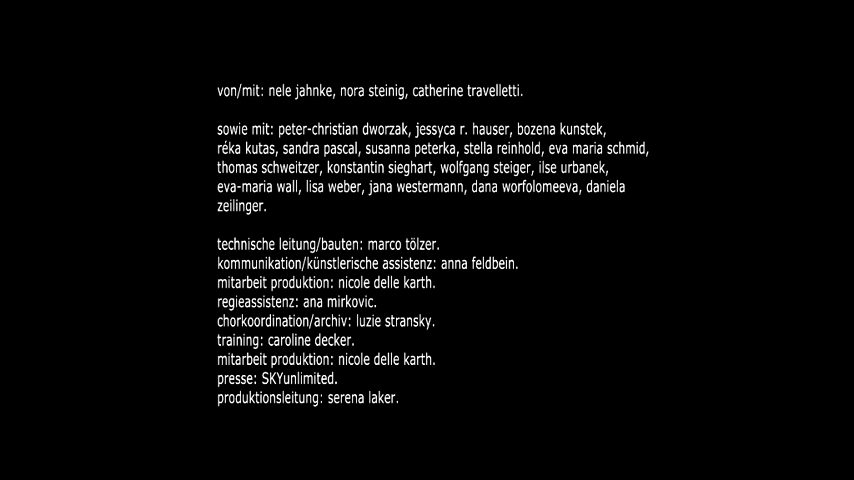 von/mit: nele jahnke, nora steinig, catherine travelletti.
sowie mit: peter-christian dworzak, jessyca r. hauser, bozena kunstek,
réka kutas, sandra pascal, susanna peterka, stella reinhold, eva maria schmid,
thomas schweitzer, konstantin sieghart, wolfgang steiger, ilse urbanek,
eva-maria wall, lisa weber, jana westermann, dana worfolomeeva, daniela
zeilinger.
technische leitung/bauten: marco tölzer.
kommunikation/künstlerische assistenz: anna feldbein.
mitarbeit produktion: nicole delle karth.
regieassistenz: ana mirkovic.
chorkoordination/archiv: luzie stransky.
training: caroline decker.
mitarbeit produktion: nicole delle karth.
presse: SKYunlimited.
produktionsleitung: serena laker.